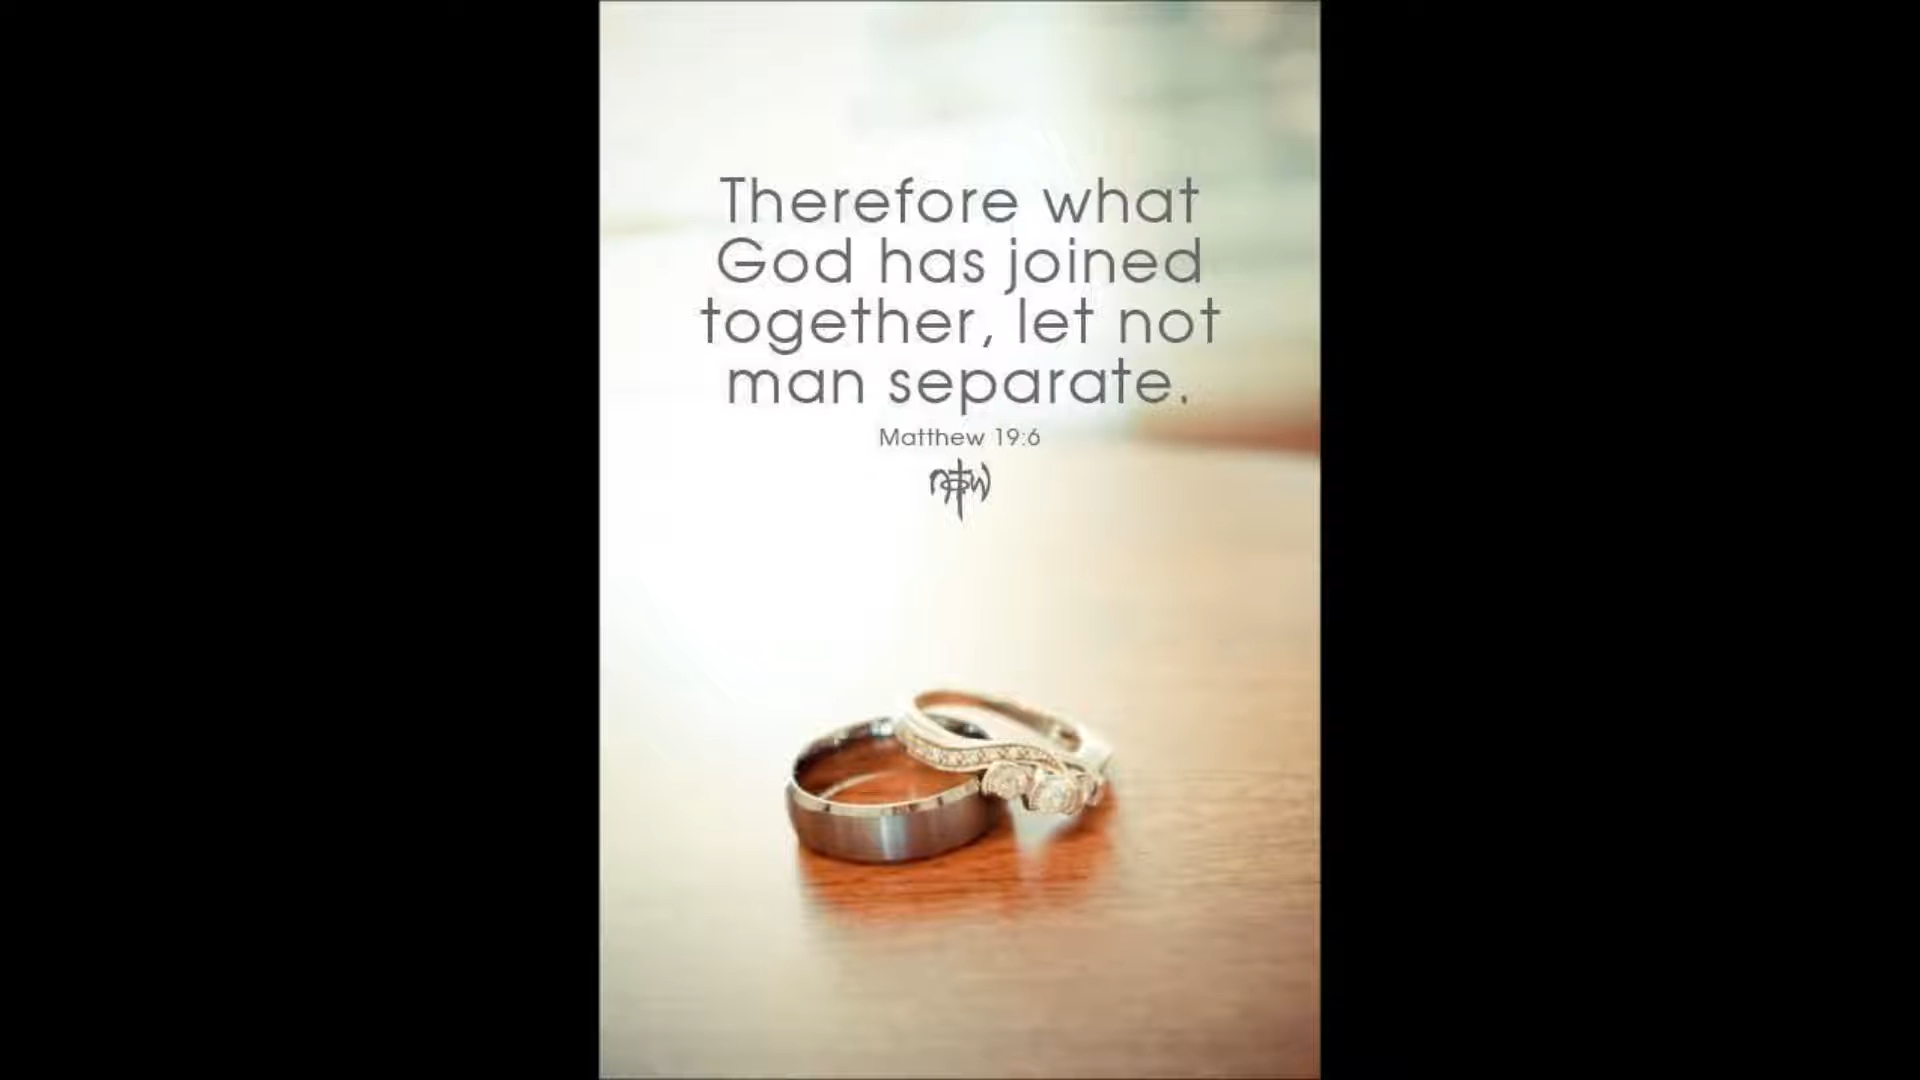 Therefore what
God has joined
together, let not
man separate.
Matthew 19:6